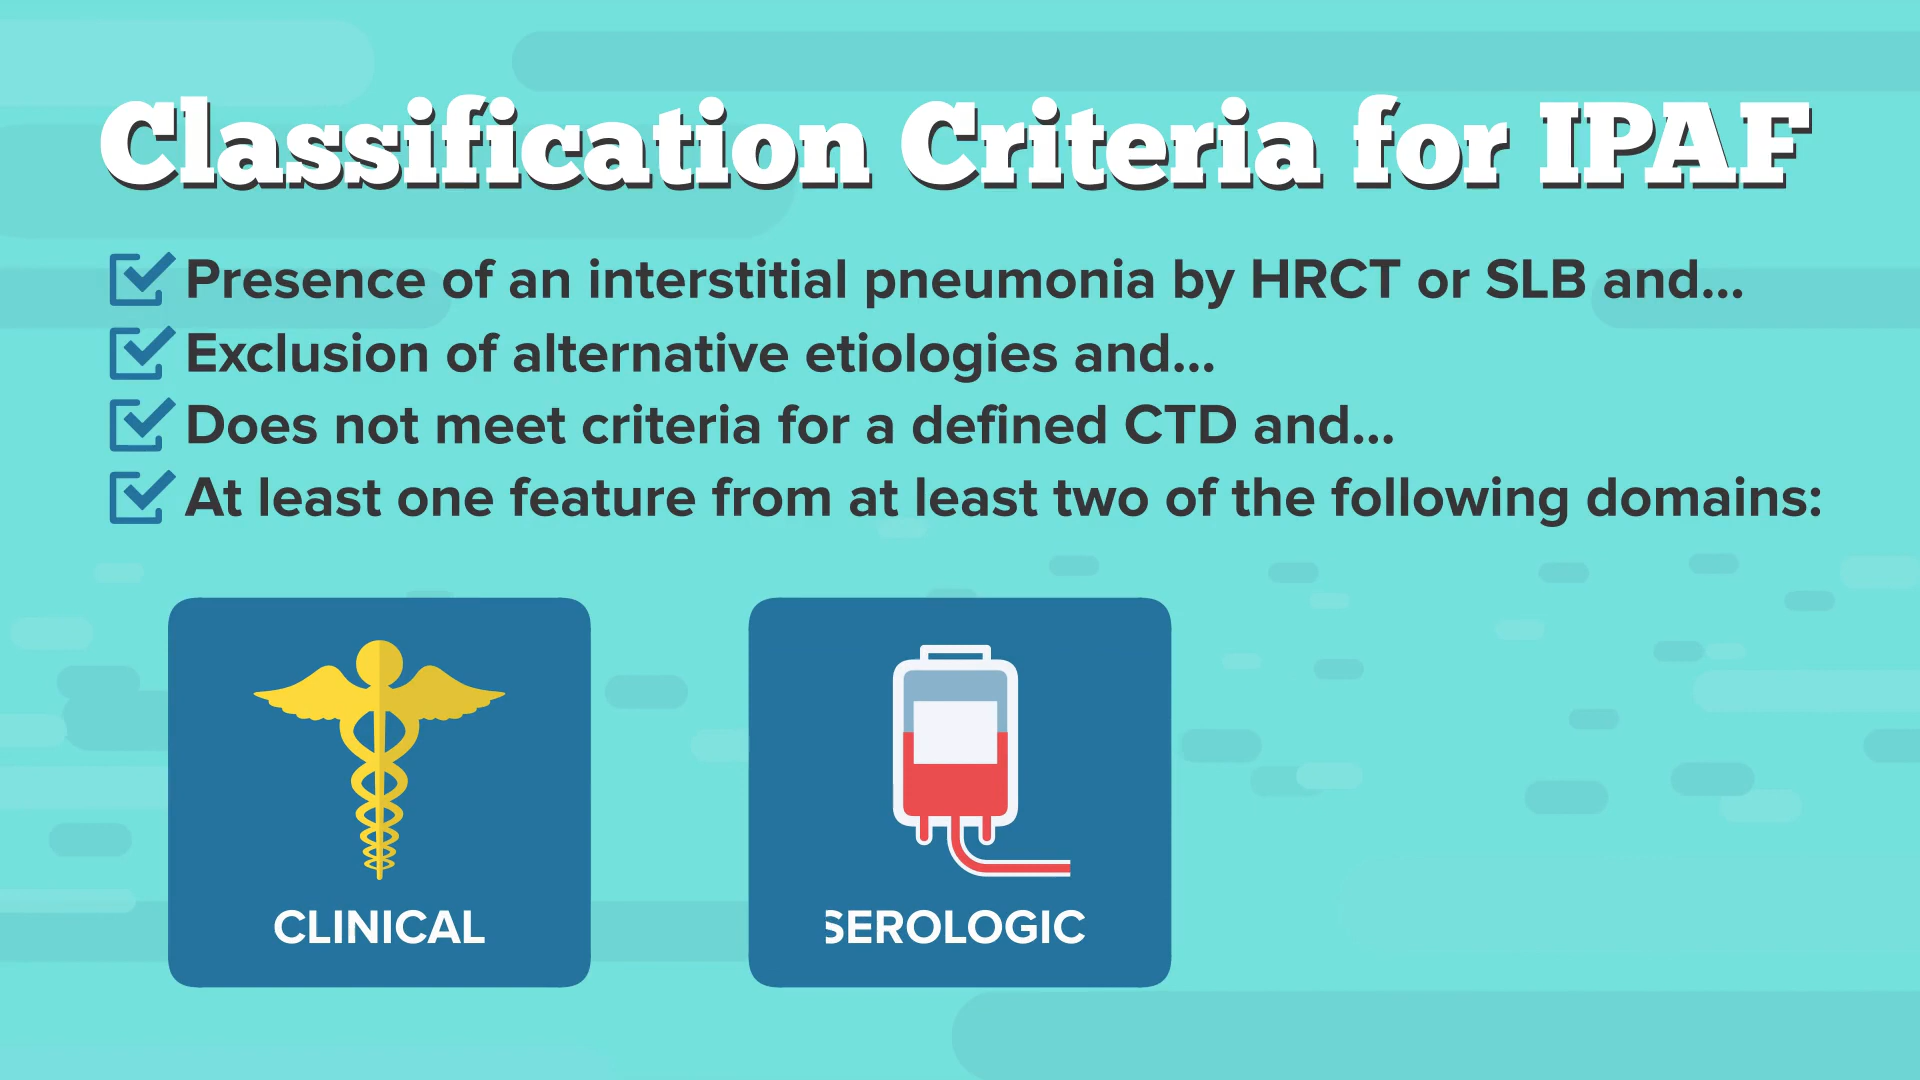 Classification Criteria for IPAF
Presence of an interstitial pneumonia by HRCT or SLB and...
Exclusion of alternative etiologies and...
Does not meet criteria for a defined CTD and...
At least one feature from at least two of the following domains:
CLINICAL
SEROLOGIC